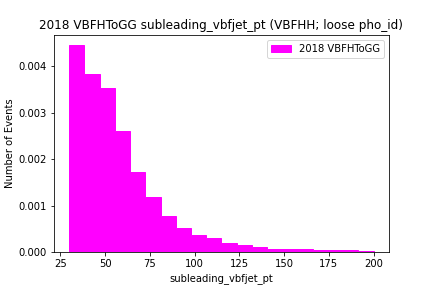 2018 VBFHToGG subleading_vbfjet_pt (VBFHH; loose pho_id)
2018 VBFHToGG
0.004
0.003
0.002
0.001
0.000
Number of Events
25 50 75 100 125 150 175 200
subleading_vbfjet_pt